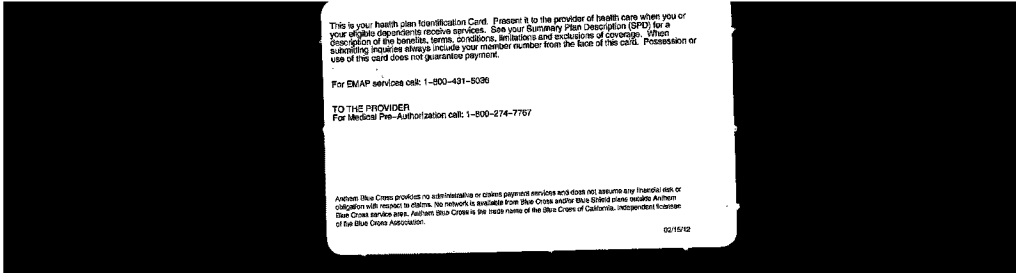 This is your health plan Identification Card. Present it to the provider of health care when you or
your eligible dependents receive services. See your Summary Plan Description (SPD) for a
description of the benefits, terms, conditions, limitations and exclusions of coverage. When
submitting inquiries always include your member number from the face of this card. Possession or
use of this card does not guarantee payment.
For EMAP services call: 1-800-431-5036
TO THE PROVIDER
For Medical Pre-Authorization call: 1-800-274-7767
Anthem Blue Cross provides no administrative or claims payment services and does not assume any financial risk or
obligation with respect to claims. No network is available from Blue Cross and/or Blue Shield plans outside Anthem
Blue Cross service area. Anthem Blue Cross is the trade name of the Blue Cross of California. Independent licensee
of the Blue Cross Association.
02/15/12